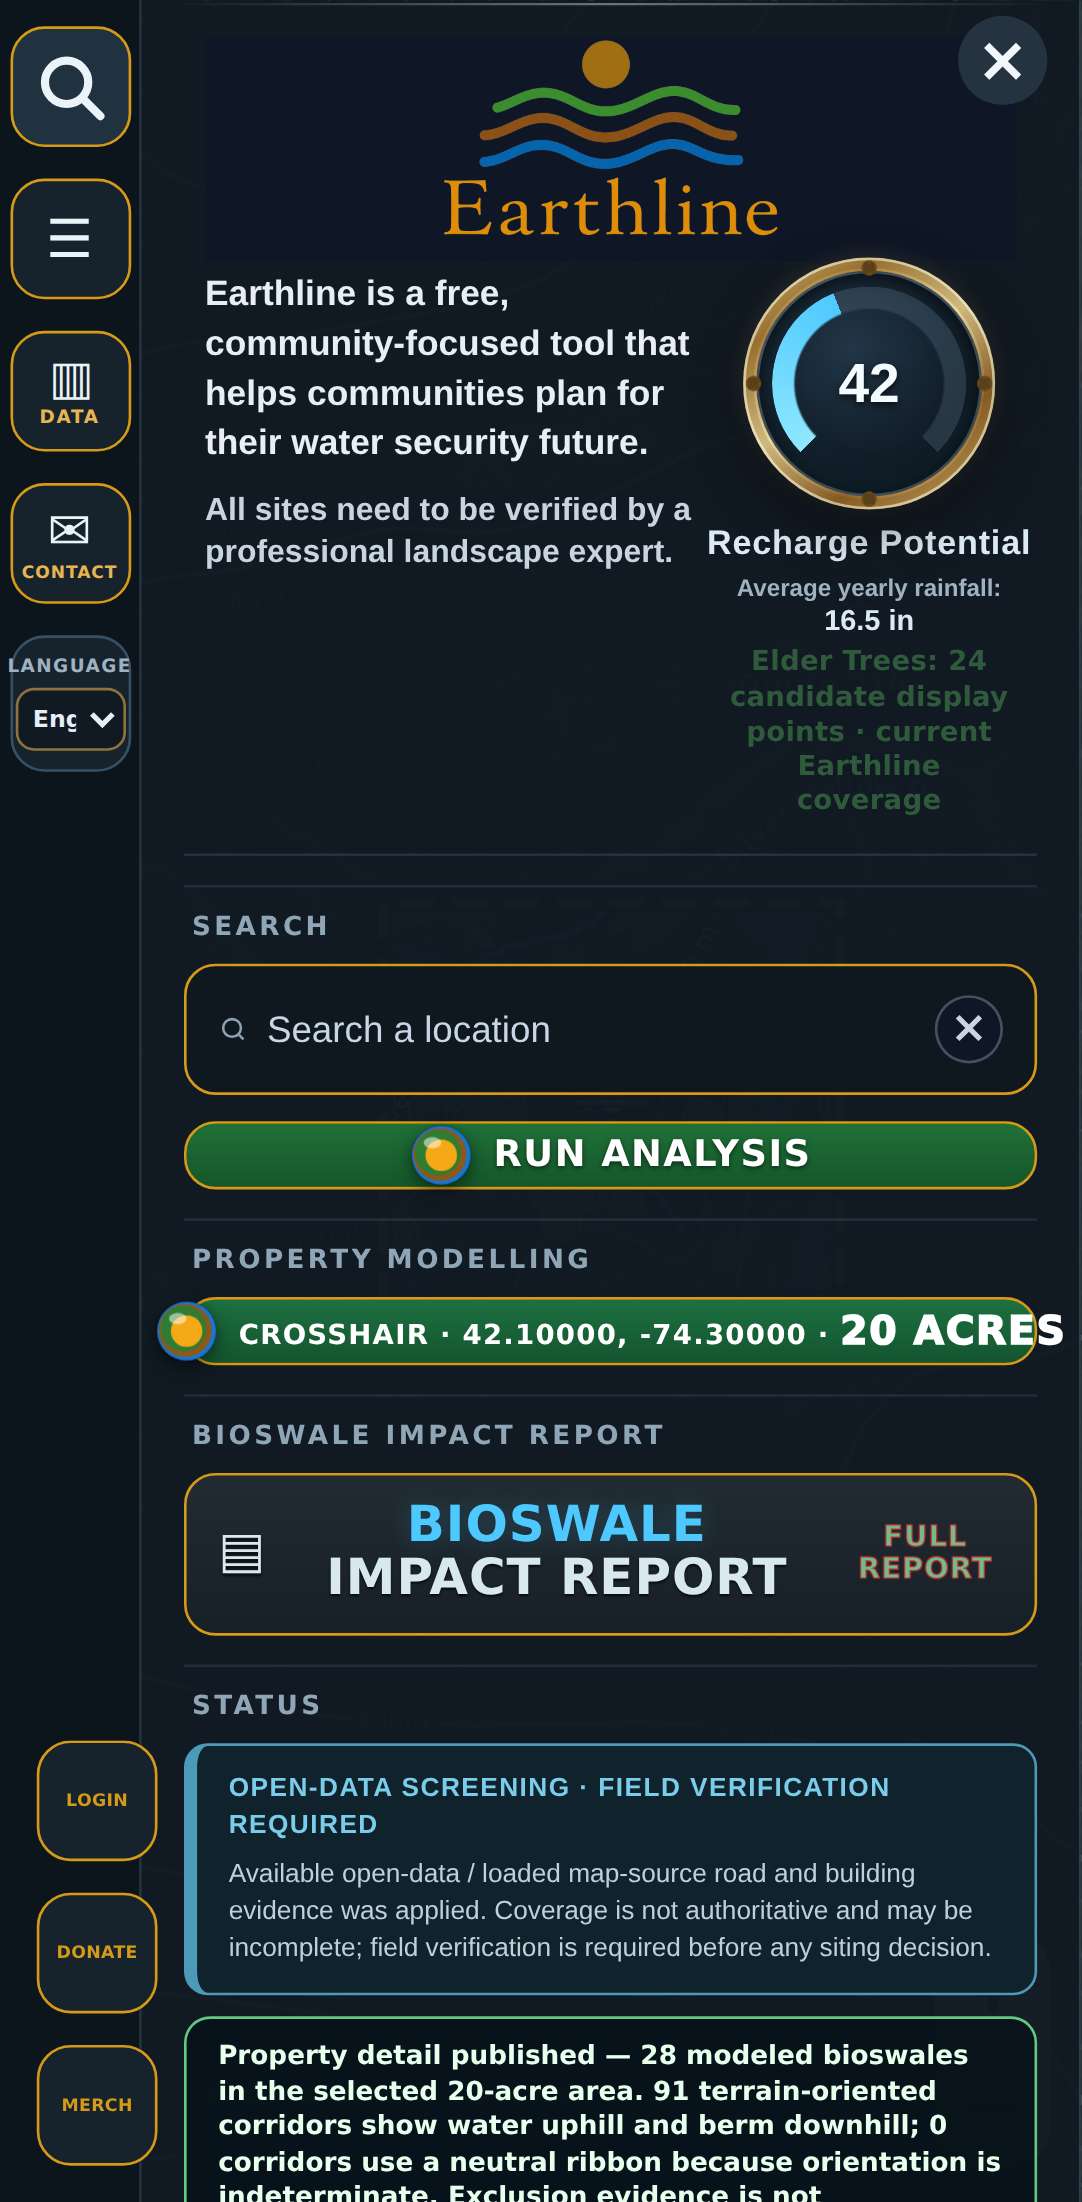 Earthline
DATA
CONTACT
LANGUAGE
Eng
Earthline is a free,
community-focused tool that
helps communities plan for
their water security future.
All sites need to be verified by a
professional landscape expert.
42
Recharge Potential
Average yearly rainfall:
16.5 in
Elder Trees: 24
candidate display
points · current
Earthline
coverage
SEARCH
Search a location
RUN ANALYSIS
PROPERTY MODELLING
CROSSHAIR · 42.10000, -74.30000 · 20 ACRES
BIOSWALE IMPACT REPORT
BIOSWALE
IMPACT REPORT
FULL
REPORT
STATUS
OPEN-DATA SCREENING · FIELD VERIFICATION
REQUIRED
Available open-data / loaded map-source road and building
evidence was applied. Coverage is not authoritative and may be
incomplete; field verification is required before any siting decision.
LOGIN
DONATE
MERCH
Property detail published — 28 modeled bioswales
in the selected 20-acre area. 91 terrain-oriented
corridors show water uphill and berm downhill; 0
corridors use a neutral ribbon because orientation is
indeterminate. Exclusion evidence is not